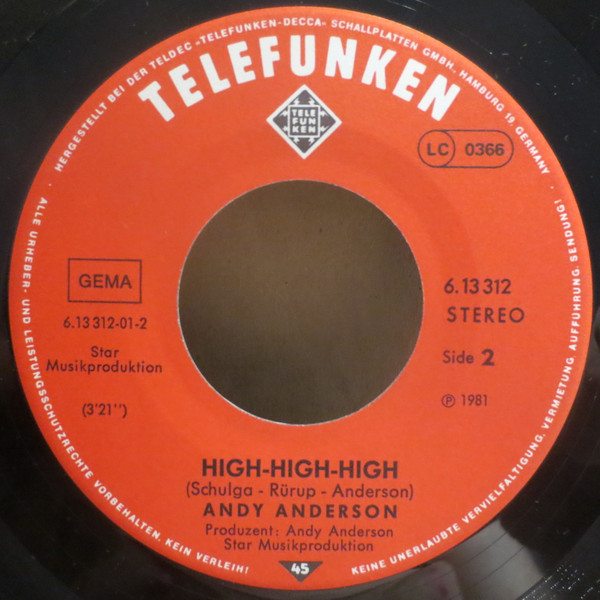 HERGESTELLT BEI DER TELDEC »TELEFUNKEN-DECCA« SCHALLPLATTEN GMBH, HAMBURG 19, GERMANY ·
TELEFUNKEN
TELE
FUN
KEN
LC 0366
GEMA
6.13 312-01-2
Star
Musikproduktion
(3'21'')
6.13 312
STEREO
Side 2
℗ 1981
HIGH-HIGH-HIGH
(Schulga - Rürup - Anderson)
ANDY ANDERSON
Produzent: Andy Anderson
Star Musikproduktion
45
· ALLE URHEBER- UND LEISTUNGSSCHUTZRECHTE VORBEHALTEN. KEIN VERLEIH!
KEINE UNERLAUBTE VERVIELFÄLTIGUNG, VERMIETUNG, AUFFÜHRUNG, SENDUNG!